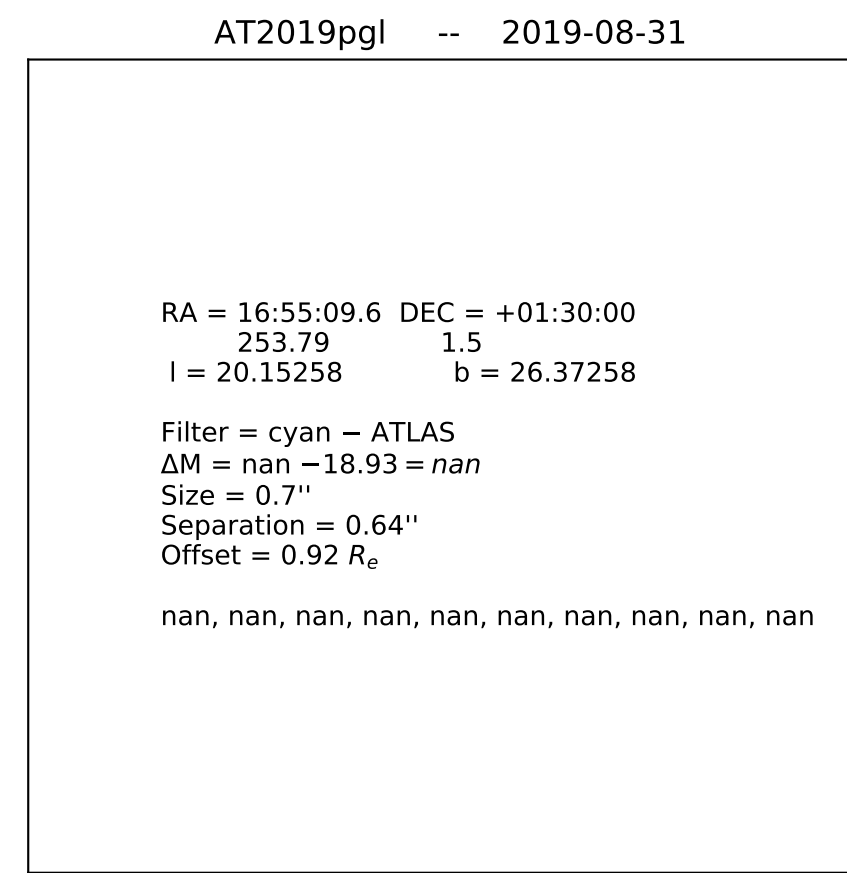 AT2019pgl -- 2019-08-31
RA = 16:55:09.6 DEC = +01:30:00
253.79 1.5
l = 20.15258 b = 26.37258
Filter = cyan − ATLAS
ΔM = nan −18.93 = nan
Size = 0.7''
Separation = 0.64''
Offset = 0.92 Rₑ
nan, nan, nan, nan, nan, nan, nan, nan, nan, nan